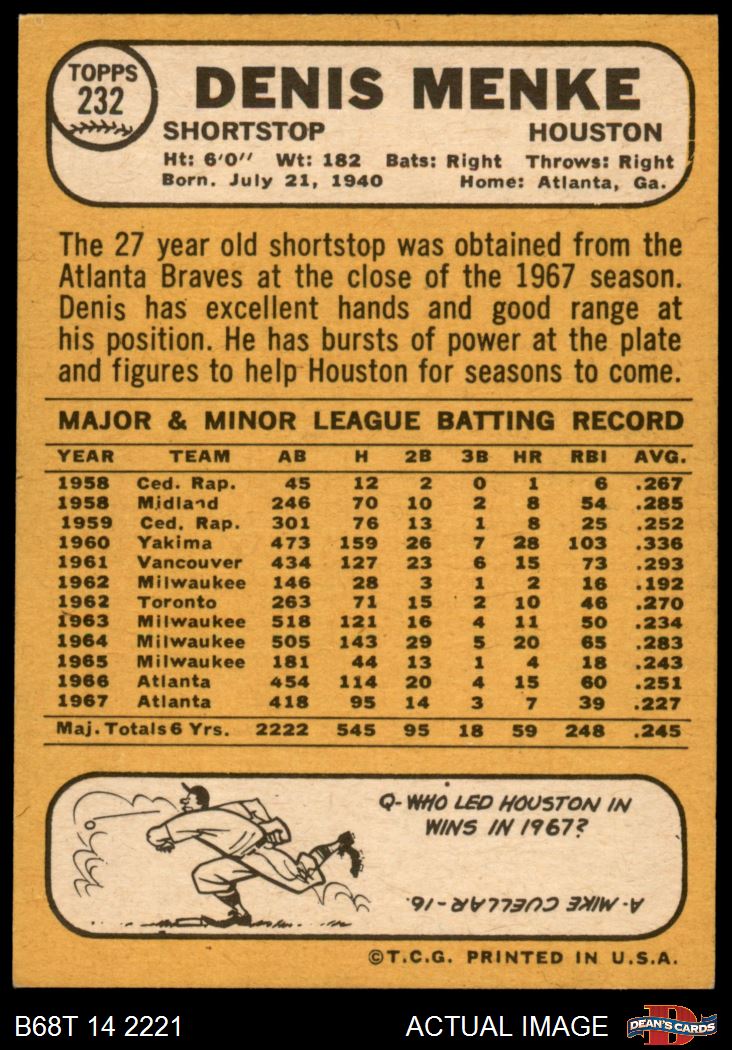 TOPPS
232
DENIS MENKE
SHORTSTOP HOUSTON
Ht: 6'0" Wt: 182 Bats: Right Throws: Right
Born. July 21, 1940 Home: Atlanta, Ga.
The 27 year old shortstop was obtained from the
Atlanta Braves at the close of the 1967 season.
Denis has excellent hands and good range at
his position. He has bursts of power at the plate
and figures to help Houston for seasons to come.
MAJOR & MINOR LEAGUE BATTING RECORD
YEAR TEAM AB H 2B 3B HR RBI AVG.
1958 Ced. Rap. 45 12 2 0 1 6 .267
1958 Midland 246 70 10 2 8 54 .285
1959 Ced. Rap. 301 76 13 1 8 25 .252
1960 Yakima 473 159 26 7 28 103 .336
1961 Vancouver 434 127 23 6 15 73 .293
1962 Milwaukee 146 28 3 1 2 16 .192
1962 Toronto 263 71 15 2 10 46 .270
1963 Milwaukee 518 121 16 4 11 50 .234
1964 Milwaukee 505 143 29 5 20 65 .283
1965 Milwaukee 181 44 13 1 4 18 .243
1966 Atlanta 454 114 20 4 15 60 .251
1967 Atlanta 418 95 14 3 7 39 .227
Maj. Totals 6 Yrs. 2222 545 95 18 59 248 .245
Q-WHO LED HOUSTON IN
WINS IN 1967?
A-MIKE CUELLAR-16.
©T.C.G. PRINTED IN U.S.A.
B68T 14 2221 ACTUAL IMAGE DEAN'S CARDS